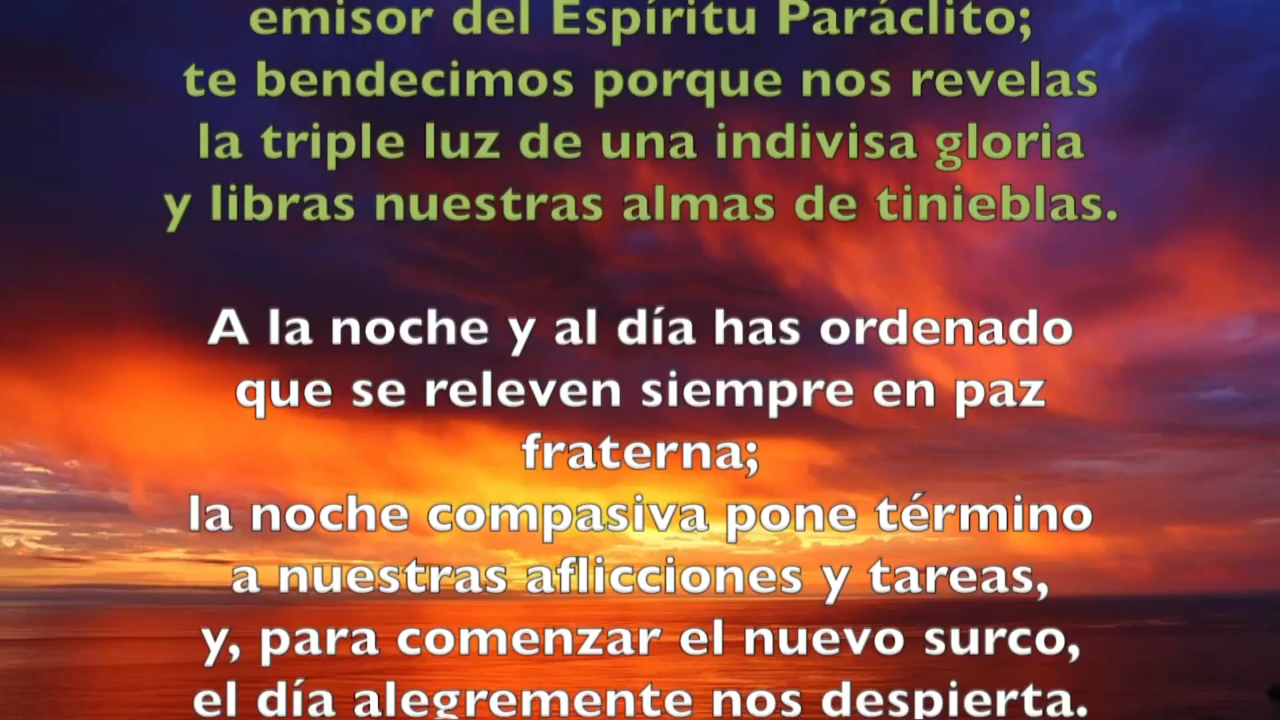 emisor del Espíritu Paráclito;
te bendecimos porque nos revelas
la triple luz de una indivisa gloria
y libras nuestras almas de tinieblas.
A la noche y al día has ordenado
que se releven siempre en paz
fraterna;
la noche compasiva pone término
a nuestras aflicciones y tareas,
y, para comenzar el nuevo surco,
el día alegremente nos despierta.